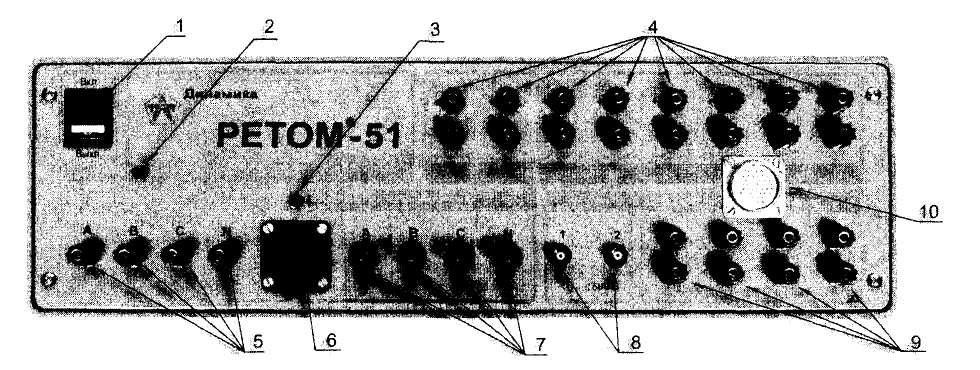 1 2 3 4
Вкл
Динамика
РЕТОМ-51
Выкл
10
A B C N A B C N 1 2
5 6 7 8 9